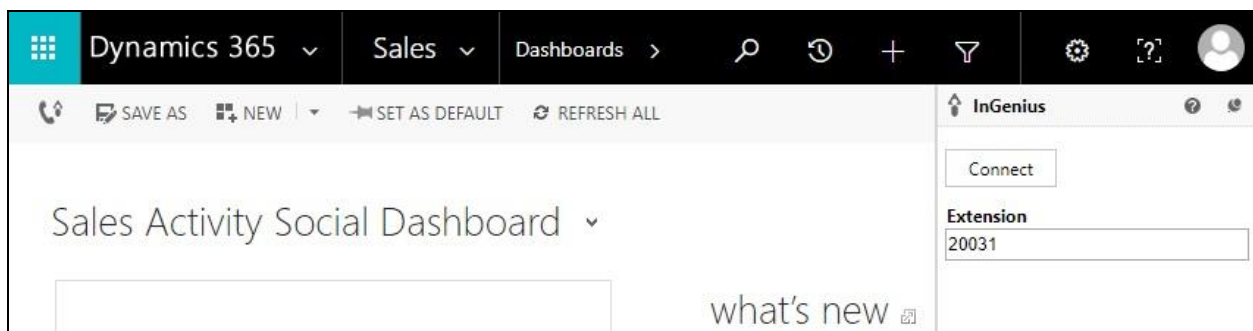 Dynamics 365 Sales Dashboards
SAVE AS NEW SET AS DEFAULT REFRESH ALL
InGenius
Connect
Extension
20031
Sales Activity Social Dashboard
what's new